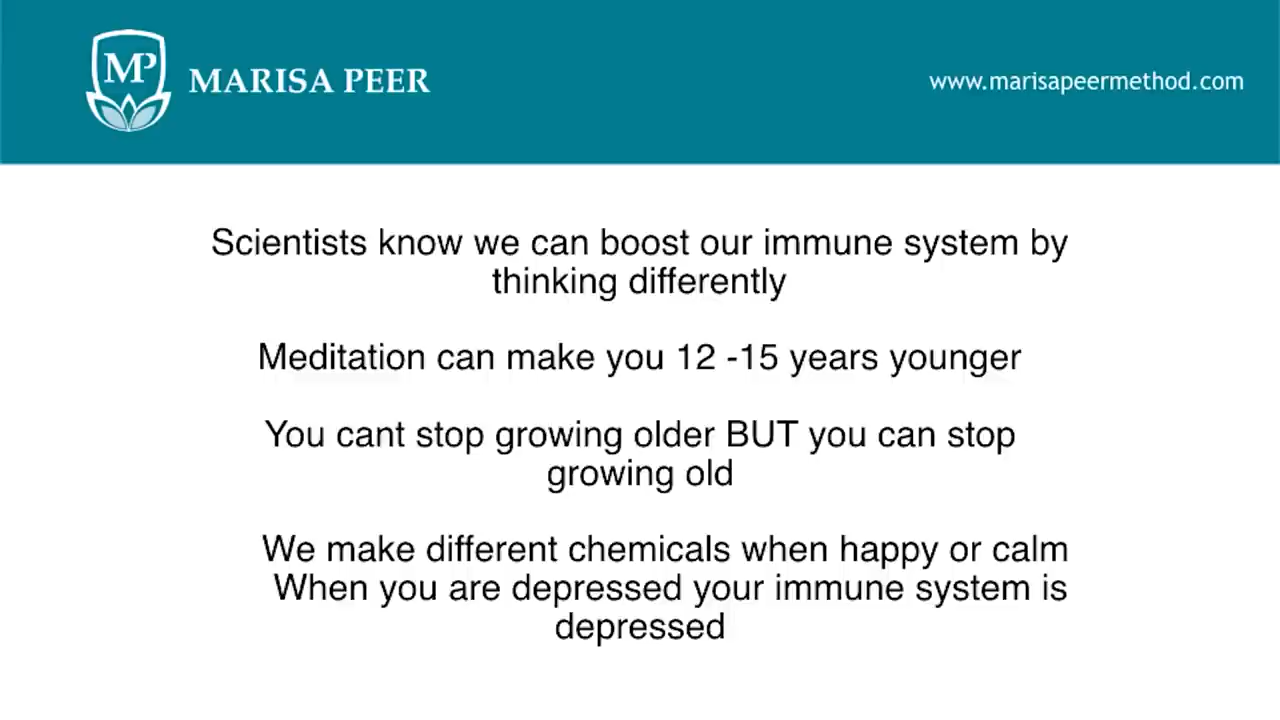 MP
MARISA PEER
www.marisapeermethod.com
Scientists know we can boost our immune system by
thinking differently
Meditation can make you 12 -15 years younger
You cant stop growing older BUT you can stop
growing old
We make different chemicals when happy or calm
When you are depressed your immune system is
depressed